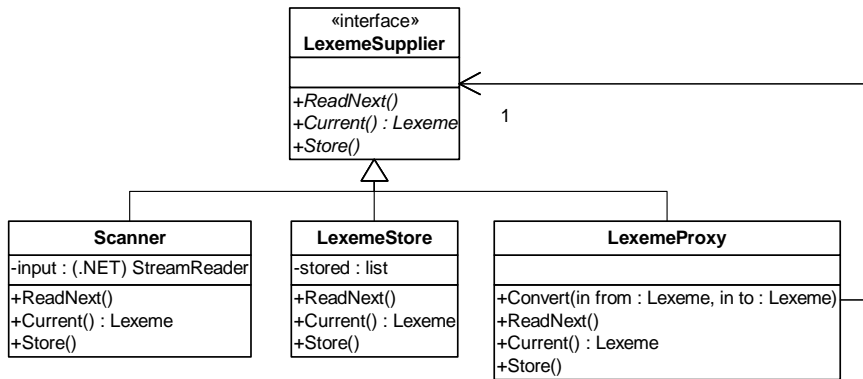 «interface»
LexemeSupplier
+ReadNext()
+Current() : Lexeme
+Store()
1
Scanner
-input : (.NET) StreamReader
+ReadNext()
+Current() : Lexeme
+Store()
LexemeStore
-stored : list
+ReadNext()
+Current() : Lexeme
+Store()
LexemeProxy
+Convert(in from : Lexeme, in to : Lexeme)
+ReadNext()
+Current() : Lexeme
+Store()